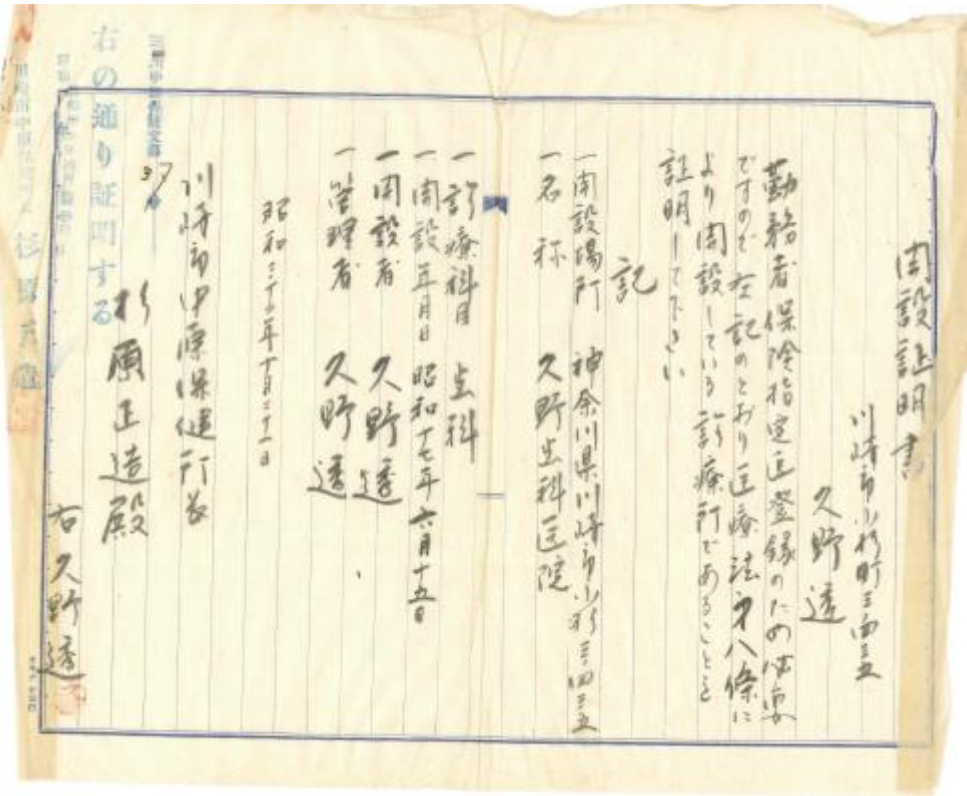 開設証明書
川崎市小杉町三ノ四三五
久野透
勤務者保険指定医登録のため必要
ですので左記のとおり医療法第八條に
より開設している診療所であることを
証明して下さい
記
一開設場所 神奈川県川崎市小杉三ノ四三五
一名称 久野歯科医院
一診療科目 歯科
一開設年月日 昭和十七年六月十五日
一開設者 久野透
一管理者 久野透
昭和三十二年十月二十一日
川崎市中原保健所長
杉原正造殿
右久野透
右の通り証明する